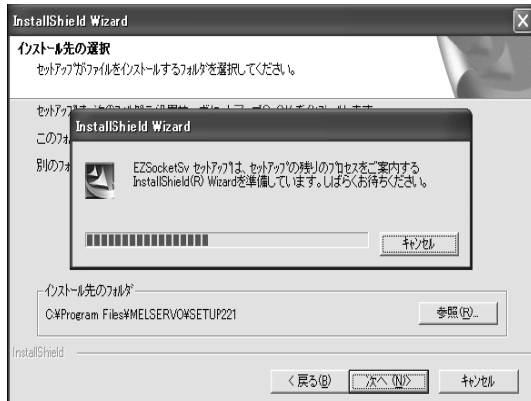 InstallShield Wizard
インストール先の選択
セットアップがファイルをインストールするフォルダを選択してください。
セットアップ
このフォ
別のフォ
InstallShield Wizard
EZSocketSv セットアップは、セットアップの残りのプロセスをご案内する
InstallShield(R) Wizardを準備しています。しばらくお待ちください。
キャンセル
インストール先のフォルダ
C:¥Program Files¥MELSERVO¥SETUP221
参照(R)...
InstallShield
< 戻る(B)
次へ (N)>
キャンセル